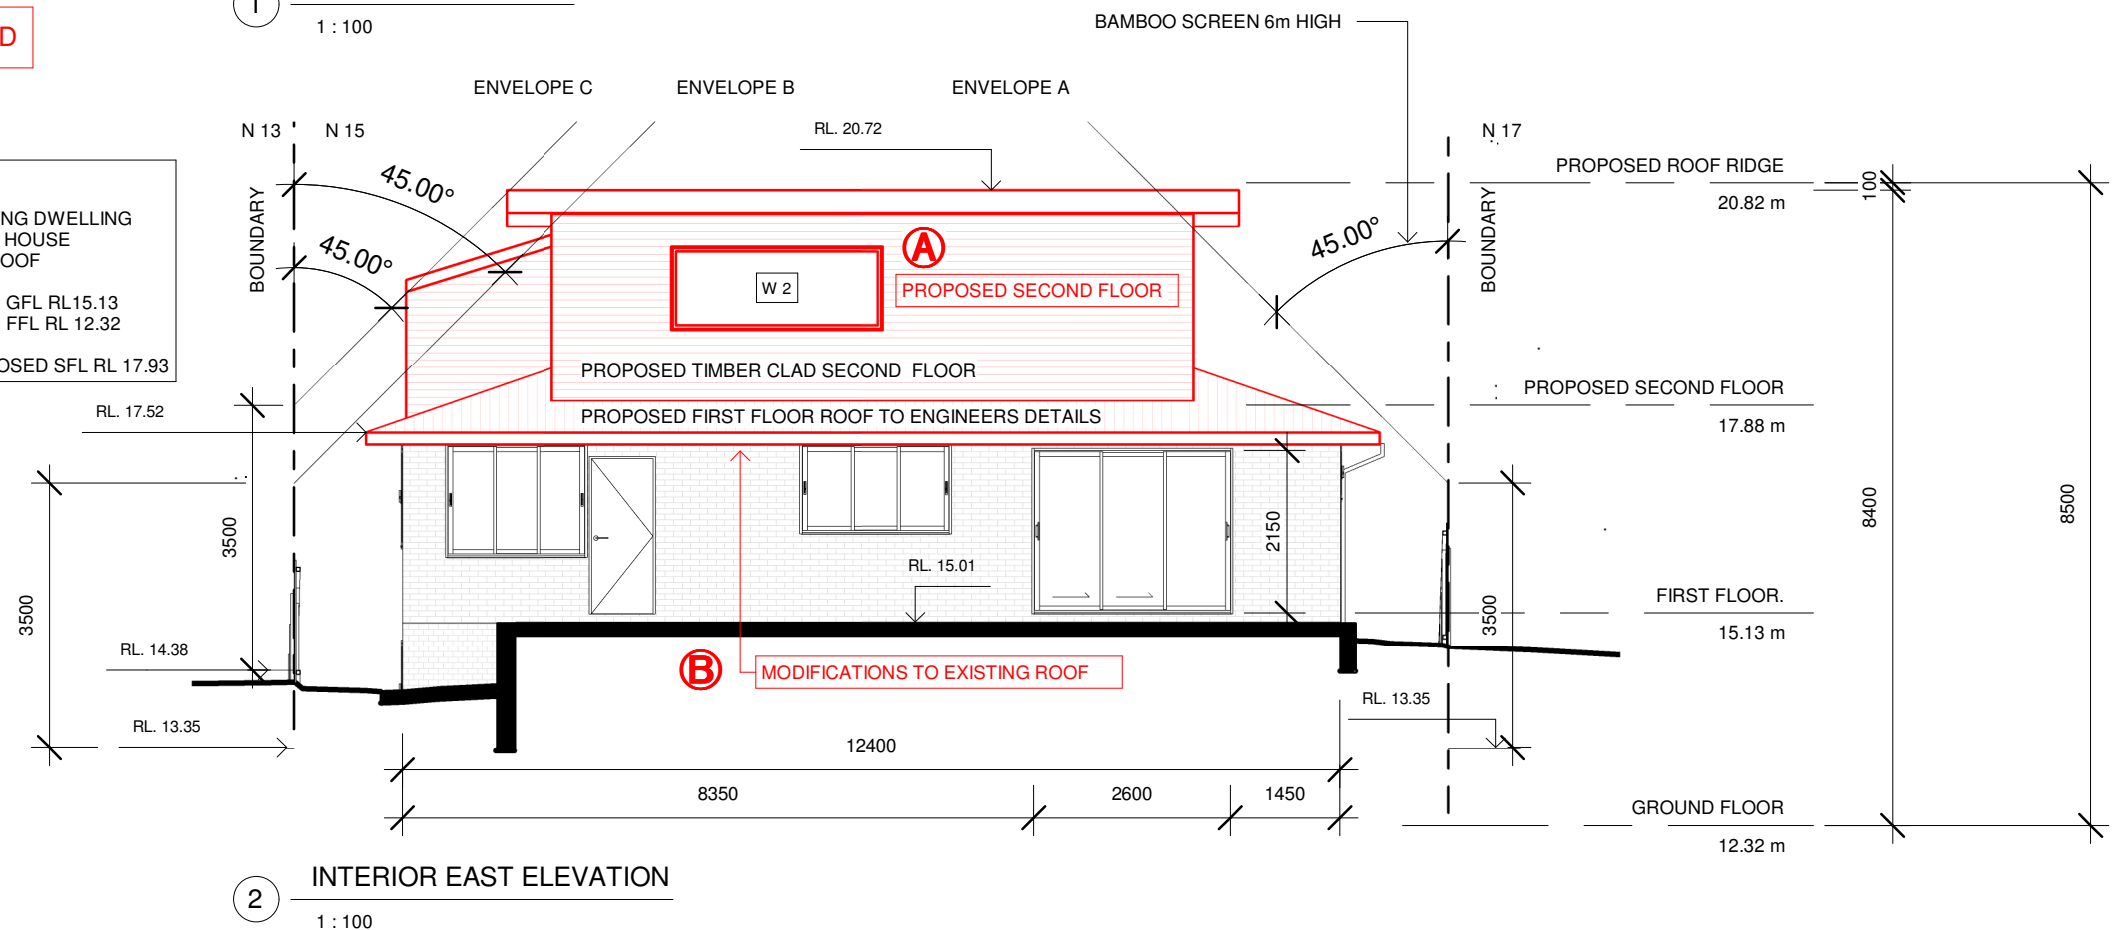 1
1 : 100
D
BAMBOO SCREEN 6m HIGH
ENVELOPE C
ENVELOPE B
ENVELOPE A
N 13
N 15
RL. 20.72
N 17
45.00°
45.00°
45.00°
BOUNDARY
BOUNDARY
PROPOSED ROOF RIDGE
20.82 m
100
NG DWELLING
HOUSE
OOF
GFL RL15.13
FFL RL 12.32
OSED SFL RL 17.93
A
W 2
PROPOSED SECOND FLOOR
PROPOSED TIMBER CLAD SECOND FLOOR
PROPOSED SECOND FLOOR
17.88 m
RL. 17.52
PROPOSED FIRST FLOOR ROOF TO ENGINEERS DETAILS
3500
3500
2150
3500
8400
8500
RL. 15.01
FIRST FLOOR.
15.13 m
RL. 14.38
B
MODIFICATIONS TO EXISTING ROOF
RL. 13.35
RL. 13.35
12400
8350
2600
1450
GROUND FLOOR
12.32 m
2
INTERIOR EAST ELEVATION
1 : 100